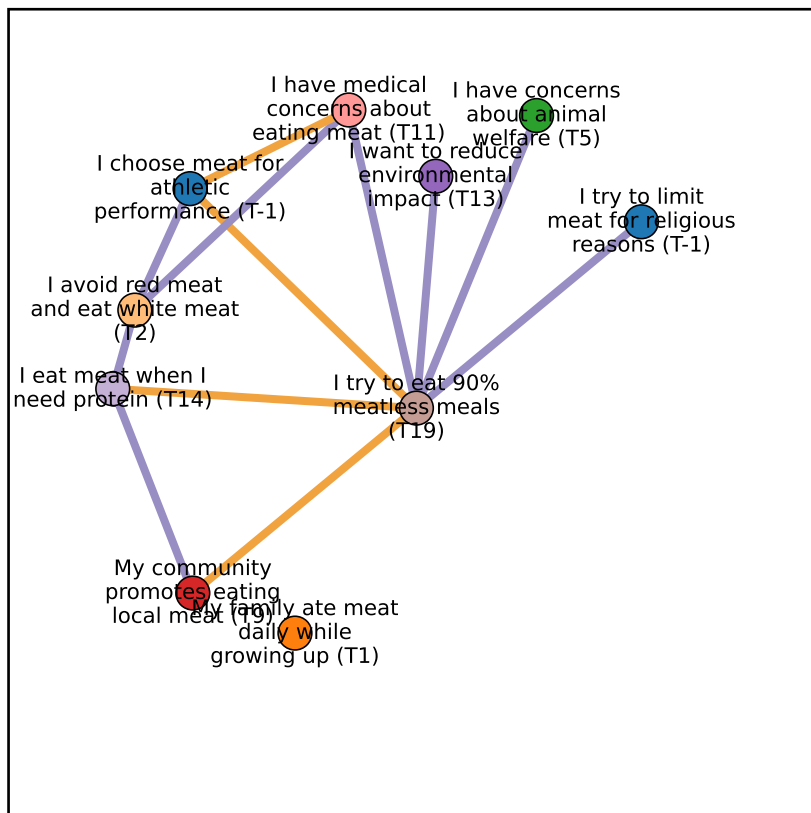 I have medical
concerns about
eating meat (T11)
I have concerns
about animal
welfare (T5)
I want to reduce
environmental
impact (T13)
I choose meat for
athletic
performance (T-1)
I try to limit
meat for religious
reasons (T-1)
I avoid red meat
and eat white meat
(T2)
I eat meat when I
need protein (T14)
I try to eat 90%
meatless meals
(T19)
My community
promotes eating
local meat (T9)
My family ate meat
daily while
growing up (T1)